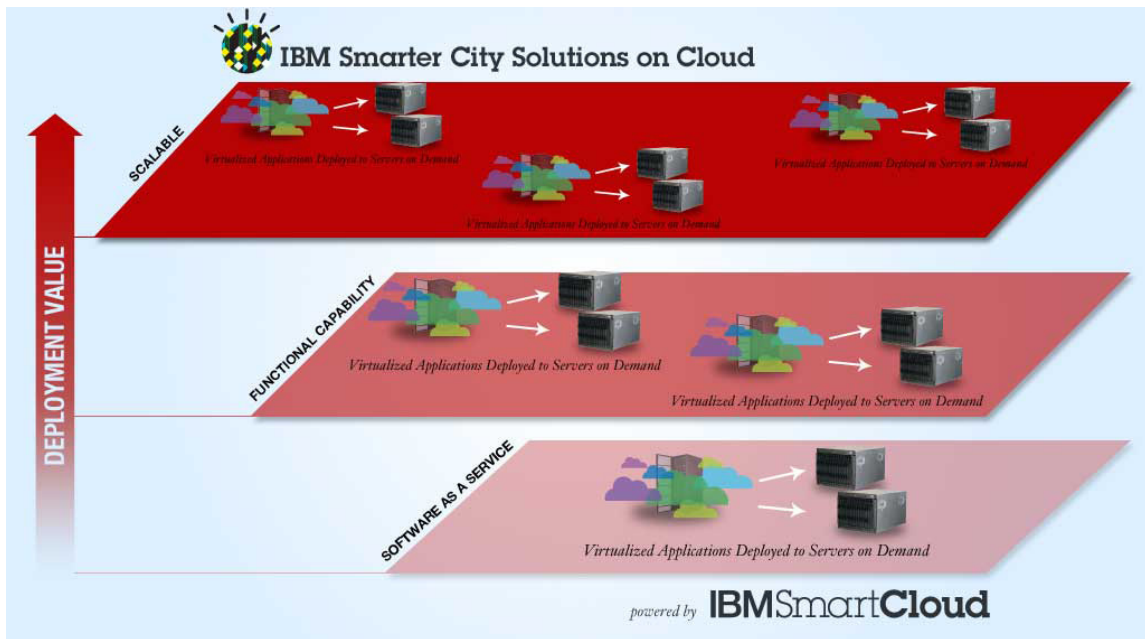 IBM Smarter City Solutions on Cloud
SCALABLE
Virtualized Applications Deployed to Servers on Demand
Virtualized Applications Deployed to Servers on Demand
Virtualized Applications Deployed to Servers on Demand
DEPLOYMENT VALUE
FUNCTIONAL CAPABILITY
Virtualized Applications Deployed to Servers on Demand
Virtualized Applications Deployed to Servers on Demand
SOFTWARE AS A SERVICE
Virtualized Applications Deployed to Servers on Demand
powered by IBMSmartCloud